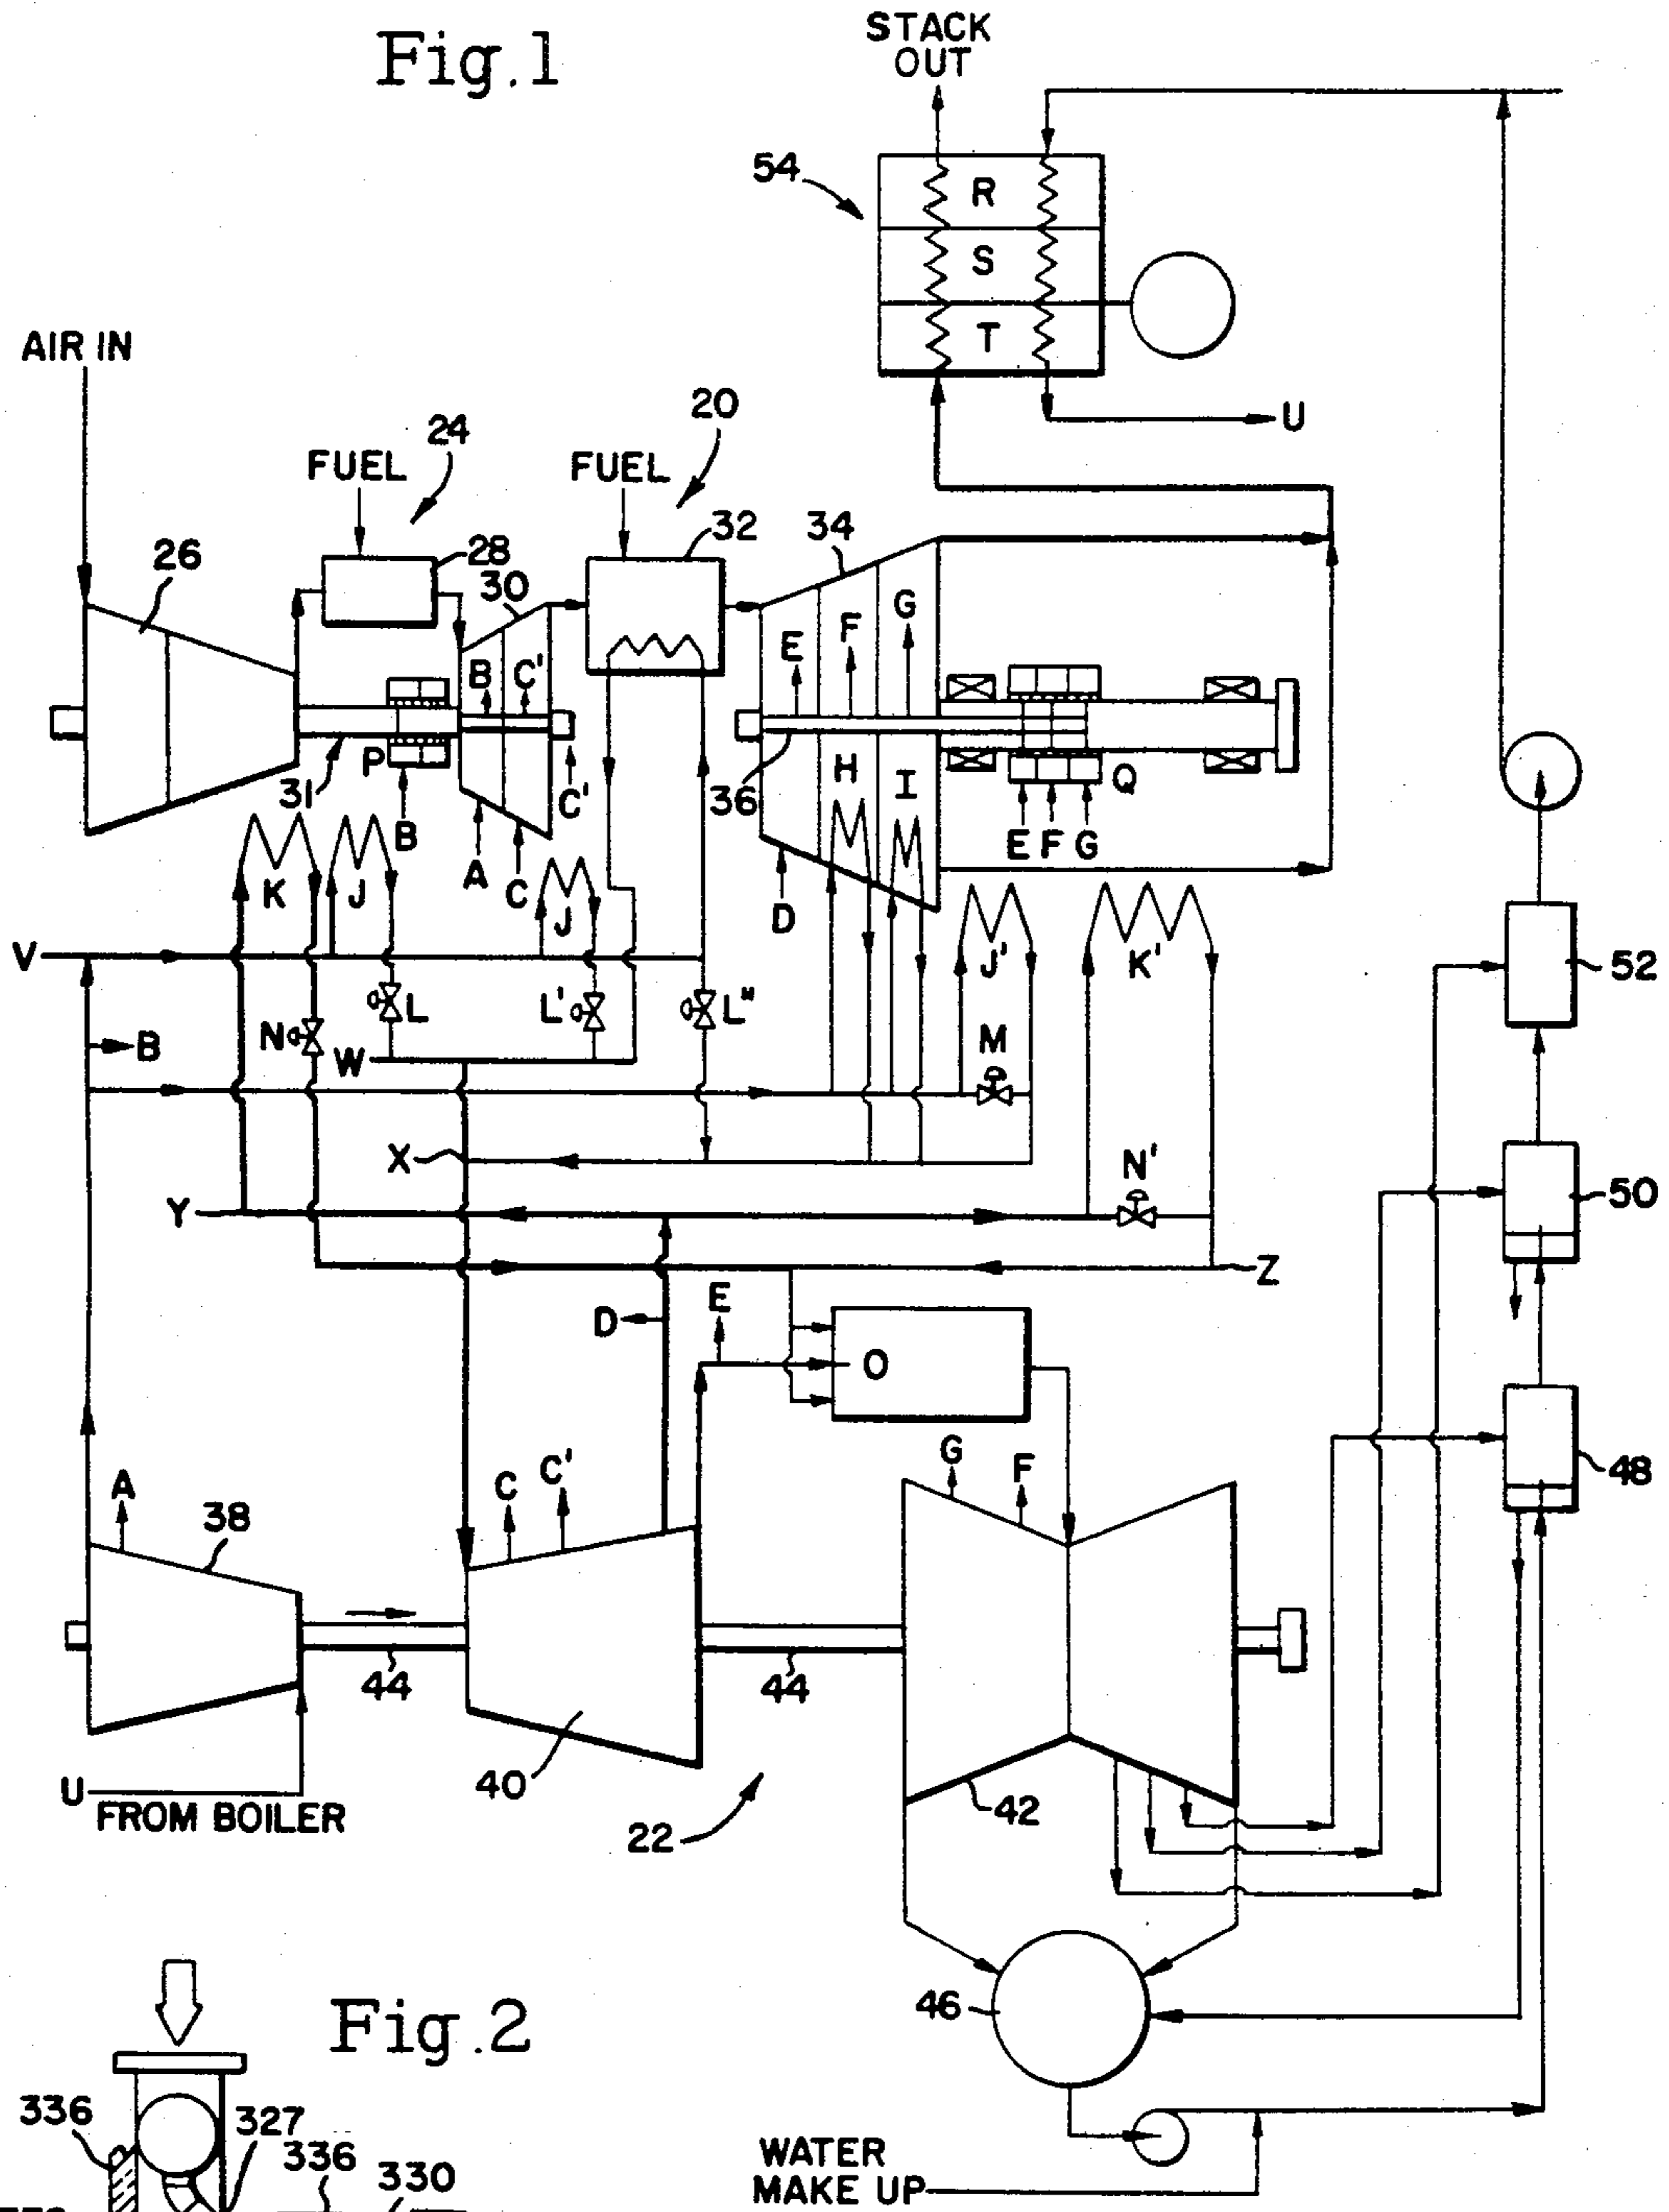 Fig.1
STACK
OUT
54
R
S
T
AIR IN
U
20
24
FUEL
FUEL
26
28
30
32
34
G
F
E
B
C'
31
P
B
A
C
C'
36
H
I
Q
E F G
D
K
J
J
J'
K'
V
52
B
N
L
L'
L"
M
W
X
N'
50
Y
Z
D
E
O
48
A
38
C
C'
G
F
44
44
40
42
22
U
FROM BOILER
46
Fig.2
336
327
336
330
WATER
MAKE UP